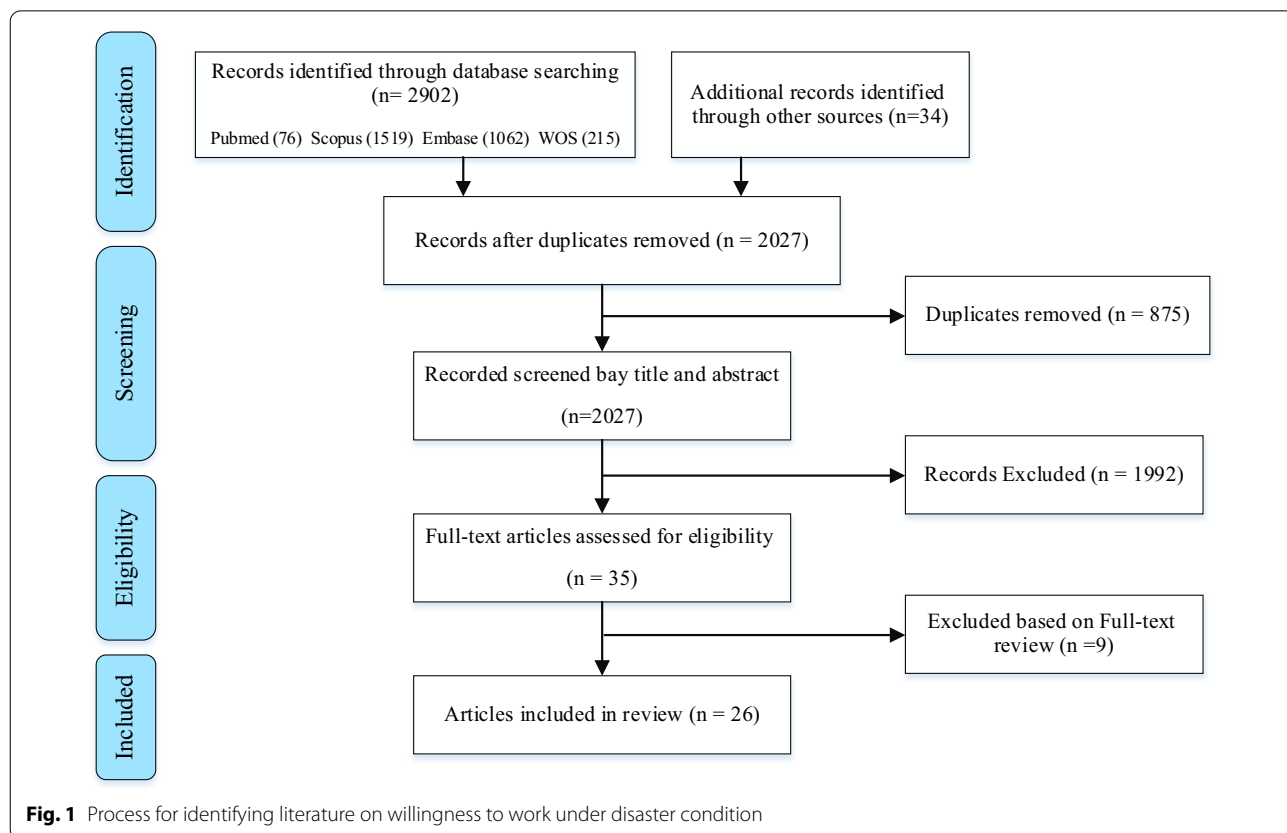 Identification
Records identified through database searching
(n= 2902)
Pubmed (76) Scopus (1519) Embase (1062) WOS (215)
Additional records identified
through other sources (n=34)
Records after duplicates removed (n = 2027)
Screening
Duplicates removed (n = 875)
Recorded screened bay title and abstract
(n=2027)
Records Excluded (n = 1992)
Eligibility
Full-text articles assessed for eligibility
(n = 35)
Excluded based on Full-text
review (n =9)
Included
Articles included in review (n = 26)
Fig. 1 Process for identifying literature on willingness to work under disaster condition